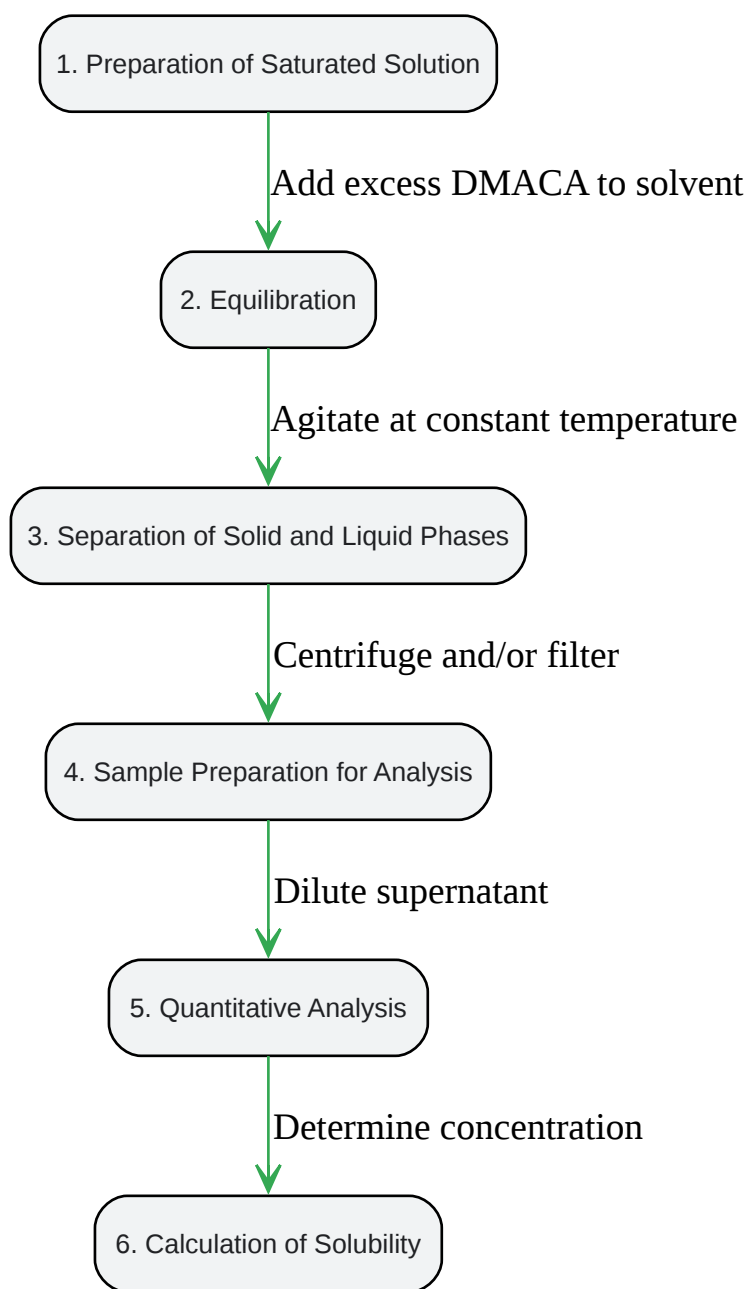 1. Preparation of Saturated Solution
Add excess DMACA to solvent
2. Equilibration
Agitate at constant temperature
3. Separation of Solid and Liquid Phases
Centrifuge and/or filter
4. Sample Preparation for Analysis
Dilute supernatant
5. Quantitative Analysis
Determine concentration
6. Calculation of Solubility